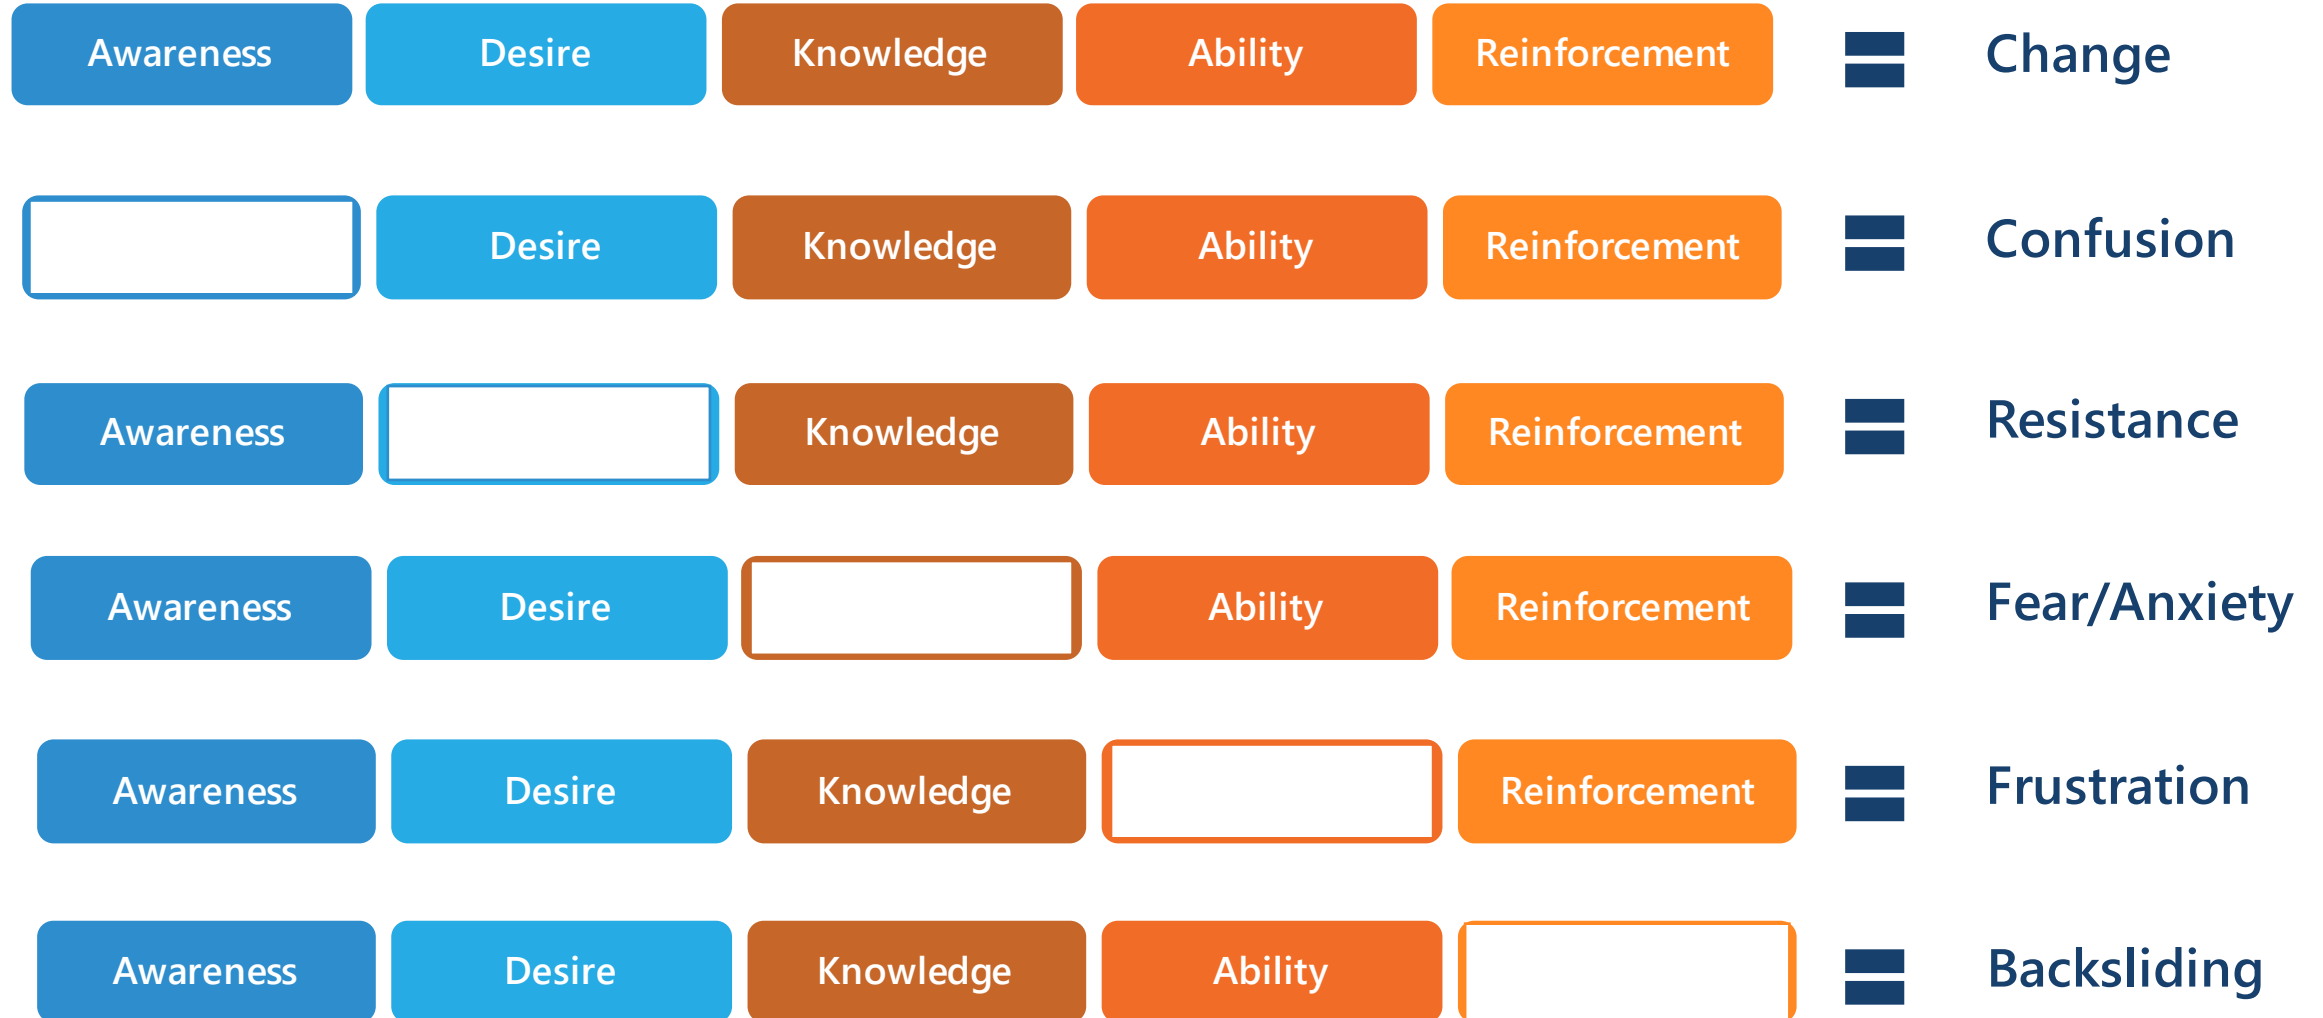 Awareness Desire Knowledge Ability Reinforcement = Change
Desire Knowledge Ability Reinforcement = Confusion
Awareness Knowledge Ability Reinforcement = Resistance
Awareness Desire Ability Reinforcement = Fear/Anxiety
Awareness Desire Knowledge Reinforcement = Frustration
Awareness Desire Knowledge Ability = Backsliding